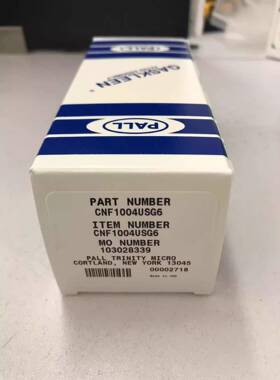 PALL
GASKLEEN
PALL
PART NUMBER
CNF1004USG6
ITEM NUMBER
CNF1004USG6
MO NUMBER
103028339
PALL TRINITY MICRO
CORTLAND, NEW YORK 13045
00002718